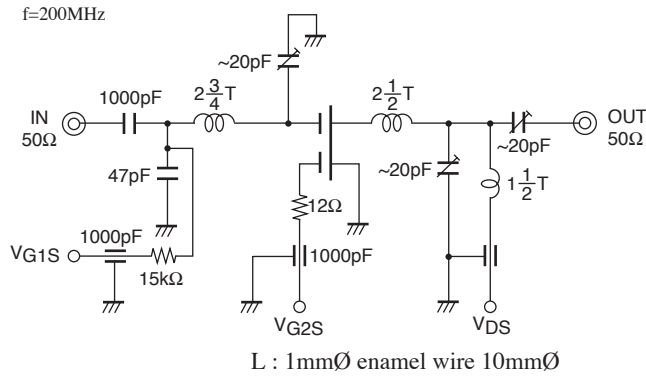 f=200MHz
~20pF
1000pF
2 3/4 T
2 1/2 T
IN
50Ω
OUT
50Ω
~20pF
47pF
~20pF
1 1/2 T
12Ω
1000pF
VG1S
15kΩ
1000pF
VG2S
VDS
L : 1mmØ enamel wire 10mmØ